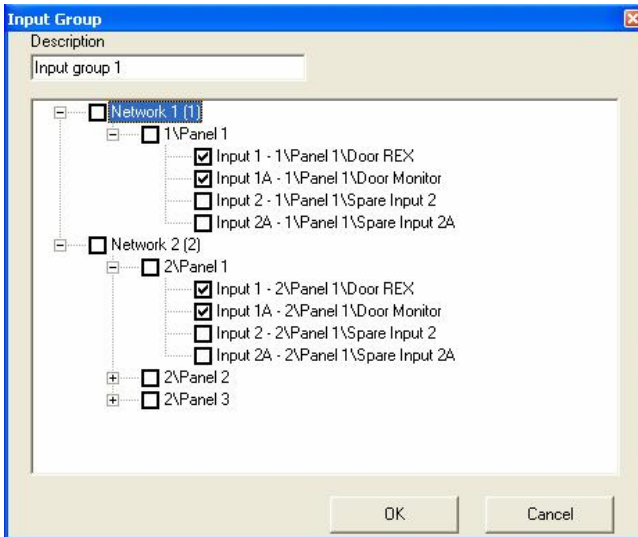 Input Group
Description
Input group 1
Network 1 (1)
1\Panel 1
Input 1 - 1\Panel 1\Door REX
Input 1A - 1\Panel 1\Door Monitor
Input 2 - 1\Panel 1\Spare Input 2
Input 2A - 1\Panel 1\Spare Input 2A
Network 2 (2)
2\Panel 1
Input 1 - 2\Panel 1\Door REX
Input 1A - 2\Panel 1\Door Monitor
Input 2 - 2\Panel 1\Spare Input 2
Input 2A - 2\Panel 1\Spare Input 2A
2\Panel 2
2\Panel 3
OK Cancel